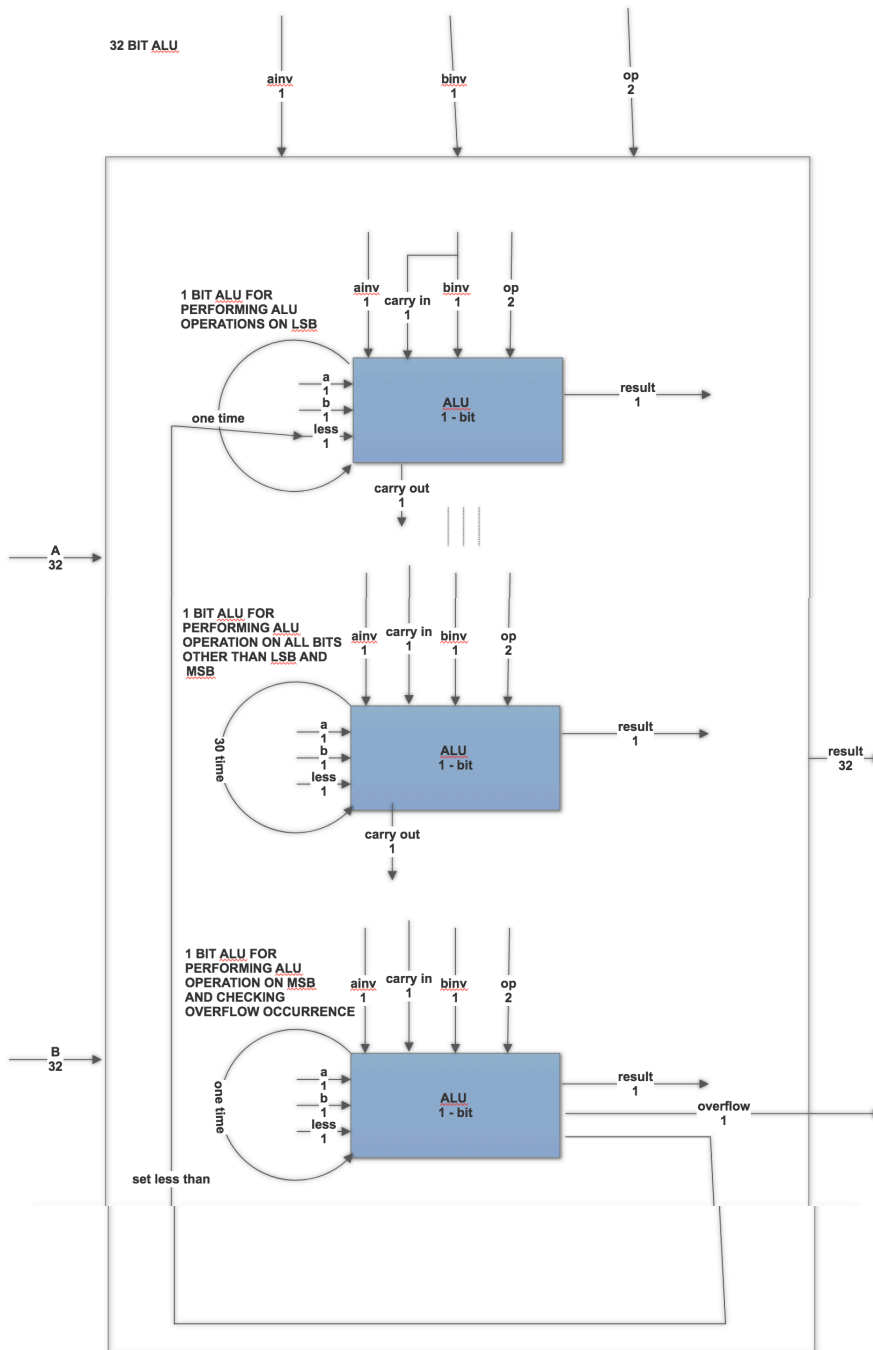 32 BIT ALU
ainv
1
binv
1
op
2
1 BIT ALU FOR
PERFORMING ALU
OPERATIONS ON LSB
ainv
1
carry in
1
binv
1
op
2
a
1
b
1
less
1
one time
ALU
1 - bit
result
1
carry out
1
A
32
1 BIT ALU FOR
PERFORMING ALU
OPERATION ON ALL BITS
OTHER THAN LSB AND
MSB
ainv
1
carry in
1
binv
1
op
2
a
1
b
1
less
1
30 time
ALU
1 - bit
result
1
result
32
carry out
1
1 BIT ALU FOR
PERFORMING ALU
OPERATION ON MSB
AND CHECKING
OVERFLOW OCCURRENCE
ainv
1
carry in
1
binv
1
op
2
B
32
a
1
b
1
less
1
one time
ALU
1 - bit
result
1
overflow
1
set less than